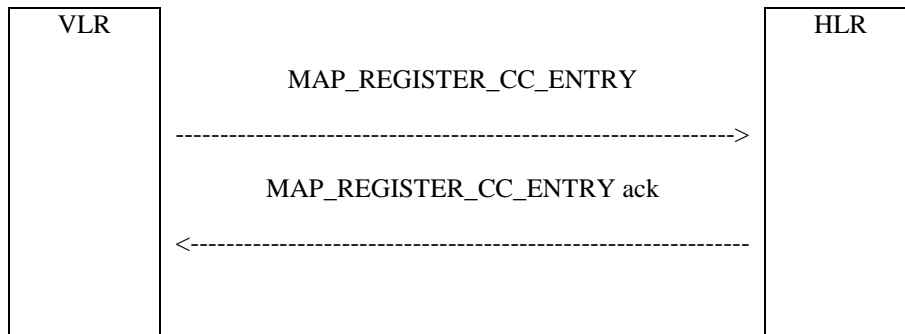 VLR HLR
MAP_REGISTER_CC_ENTRY
--------------------------------------------------------------->
MAP_REGISTER_CC_ENTRY ack
<---------------------------------------------------------------